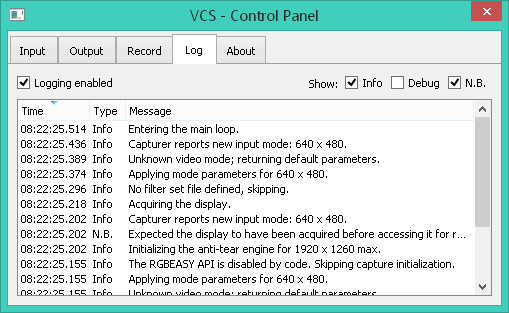 VCS - Control Panel
Input Output Record Log About
Logging enabled Show: Info Debug N.B.
Time Type Message
08:22:25.514 Info Entering the main loop.
08:22:25.436 Info Capturer reports new input mode: 640 x 480.
08:22:25.389 Info Unknown video mode; returning default parameters.
08:22:25.374 Info Applying mode parameters for 640 x 480.
08:22:25.296 Info No filter set file defined, skipping.
08:22:25.218 Info Acquiring the display.
08:22:25.202 Info Capturer reports new input mode: 640 x 480.
08:22:25.202 N.B. Expected the display to have been acquired before accessing it for r...
08:22:25.202 Info Initializing the anti-tear engine for 1920 x 1260 max.
08:22:25.155 Info The RGBEASY API is disabled by code. Skipping capture initialization.
08:22:25.155 Info Applying mode parameters for 640 x 480.
08:22:25.155 Info Unknown video mode; returning default parameters.